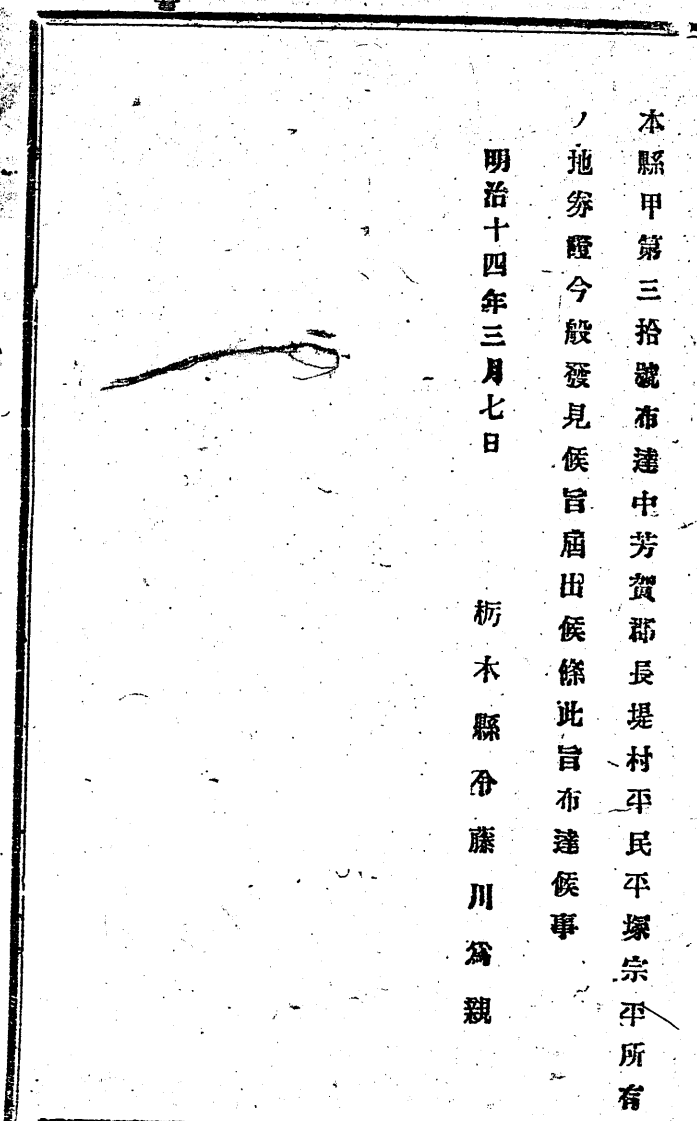 本縣甲第三拾號布達中芳賀郡長堤村平民平塚宗平所有
ノ地券證今般發見候旨屆出候條此旨布達候事
明治十四年三月七日
栃木縣令藤川爲親